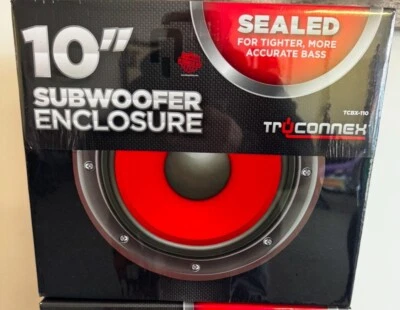 10"
SUBWOOFER
ENCLOSURE
SEALED
FOR TIGHTER, MORE
ACCURATE BASS
TCBX-110
TRUCONNEX